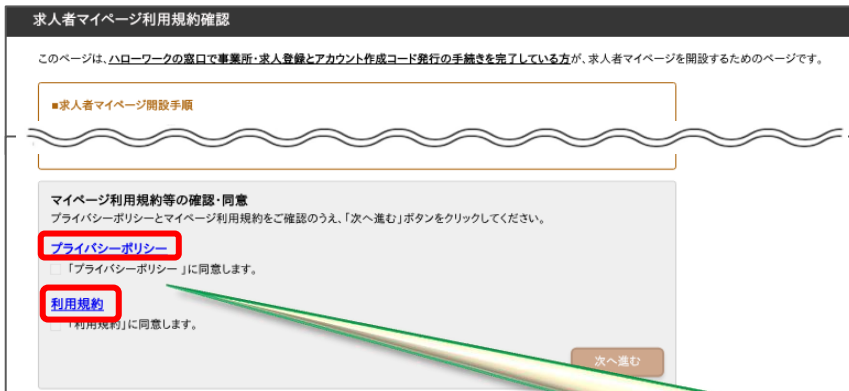 求人者マイページ利用規約確認
このページは、ハローワークの窓口で事業所・求人登録とアカウント作成コード発行の手続きを完了している方が、求人者マイページを開設するためのページです。
■求人者マイページ開設手順
マイページ利用規約等の確認・同意
プライバシーポリシーとマイページ利用規約をご確認のうえ、「次へ進む」ボタンをクリックしてください。
プライバシーポリシー
「プライバシーポリシー 」に同意します。
利用規約
「利用規約」に同意します。
次へ進む